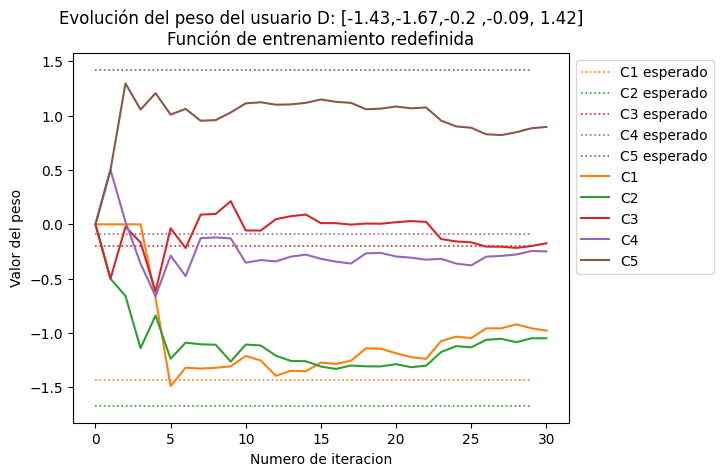 Evolución del peso del usuario D: [-1.43,-1.67,-0.2 ,-0.09, 1.42]
Función de entrenamiento redefinida
Valor del peso
1.5
1.0
0.5
0.0
−0.5
−1.0
−1.5
0
5
10
15
20
25
30
Numero de iteracion
C1 esperado
C2 esperado
C3 esperado
C4 esperado
C5 esperado
C1
C2
C3
C4
C5